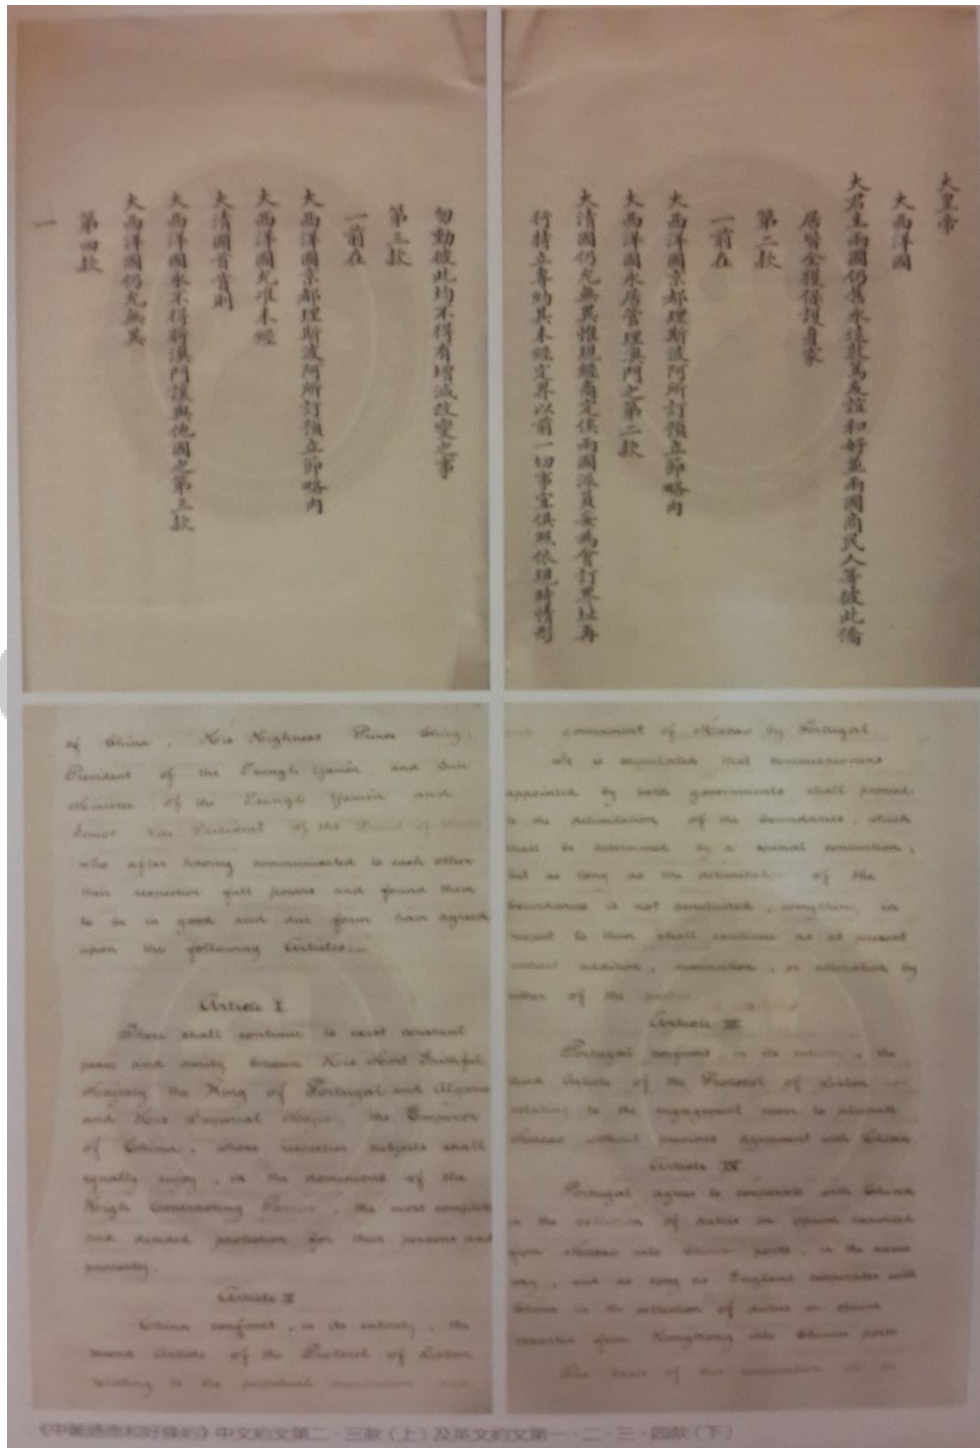 大皇帝
大西洋國
大君主兩國仍舊永遠敦篤友誼和好並兩國商民人等彼此僑
居皆全獲保護身家
第二款
一前在
大西洋國京都理斯波阿所訂預立節略內
大西洋國永居管理澳門之第二款
大清國仍允無異惟現經商定俟兩國派員妥為會訂界址再
行特立專約其未經定界以前一切事宜俱照依現時情形
勿動彼此均不得有增減改變之事
第三款
一前在
大西洋國京都理斯波阿所訂預立節略內
大西洋國允准未經
大清國首肯則
大西洋國永不得將澳門讓與他國之第三款
大西洋國仍允無異
第四款
一
of China, His Highness Prince Ching,
President of the Tsungli Yamên, and Sun
Minister of the Tsungli Yamên and
Senior Vice President of the Board of
who after having communicated to each other
their respective full powers and found them
to be in good and due form have agreed
upon the following Articles:—
Article I
There shall continue to exist constant
peace and amity between His Most Faithful
Majesty the King of Portugal and Algarves
and His Imperial Majesty the Emperor
of China, whose respective subjects shall
equally enjoy, in the dominions of the
High Contracting Parties, the most complete
and decided protection for their persons and
property.
Article II
China confirms, in its entirety, the
second Article of the Protocol of Lisbon
relating to the perpetual occupation and
government of Macao by Portugal
It is stipulated that commissioners
appointed by both governments shall proceed
to the delimitation of the boundaries, which
shall be determined by a special convention,
but so long as the delimitation of the
boundaries is not concluded, everything in
respect to them shall continue as at present
without addition, diminution, or alteration by
either of the parties
Article III
Portugal confirms, in its entirety, the
third Article of the Protocol of Lisbon
relating to the engagement never to alienate
Macao without previous agreement with China.
Article IV
Portugal agrees to cooperate with China
in the collection of duties on opium exported
from Macao into Chinese ports, in the same
way, and as long as England cooperates with
China in the collection of duties on opium
exported from Hongkong into Chinese ports
The basis of this cooperation will be
《中葡通商和好條約》中文約文第二、三款(上)及英文約文第一、二、三、四款(下)